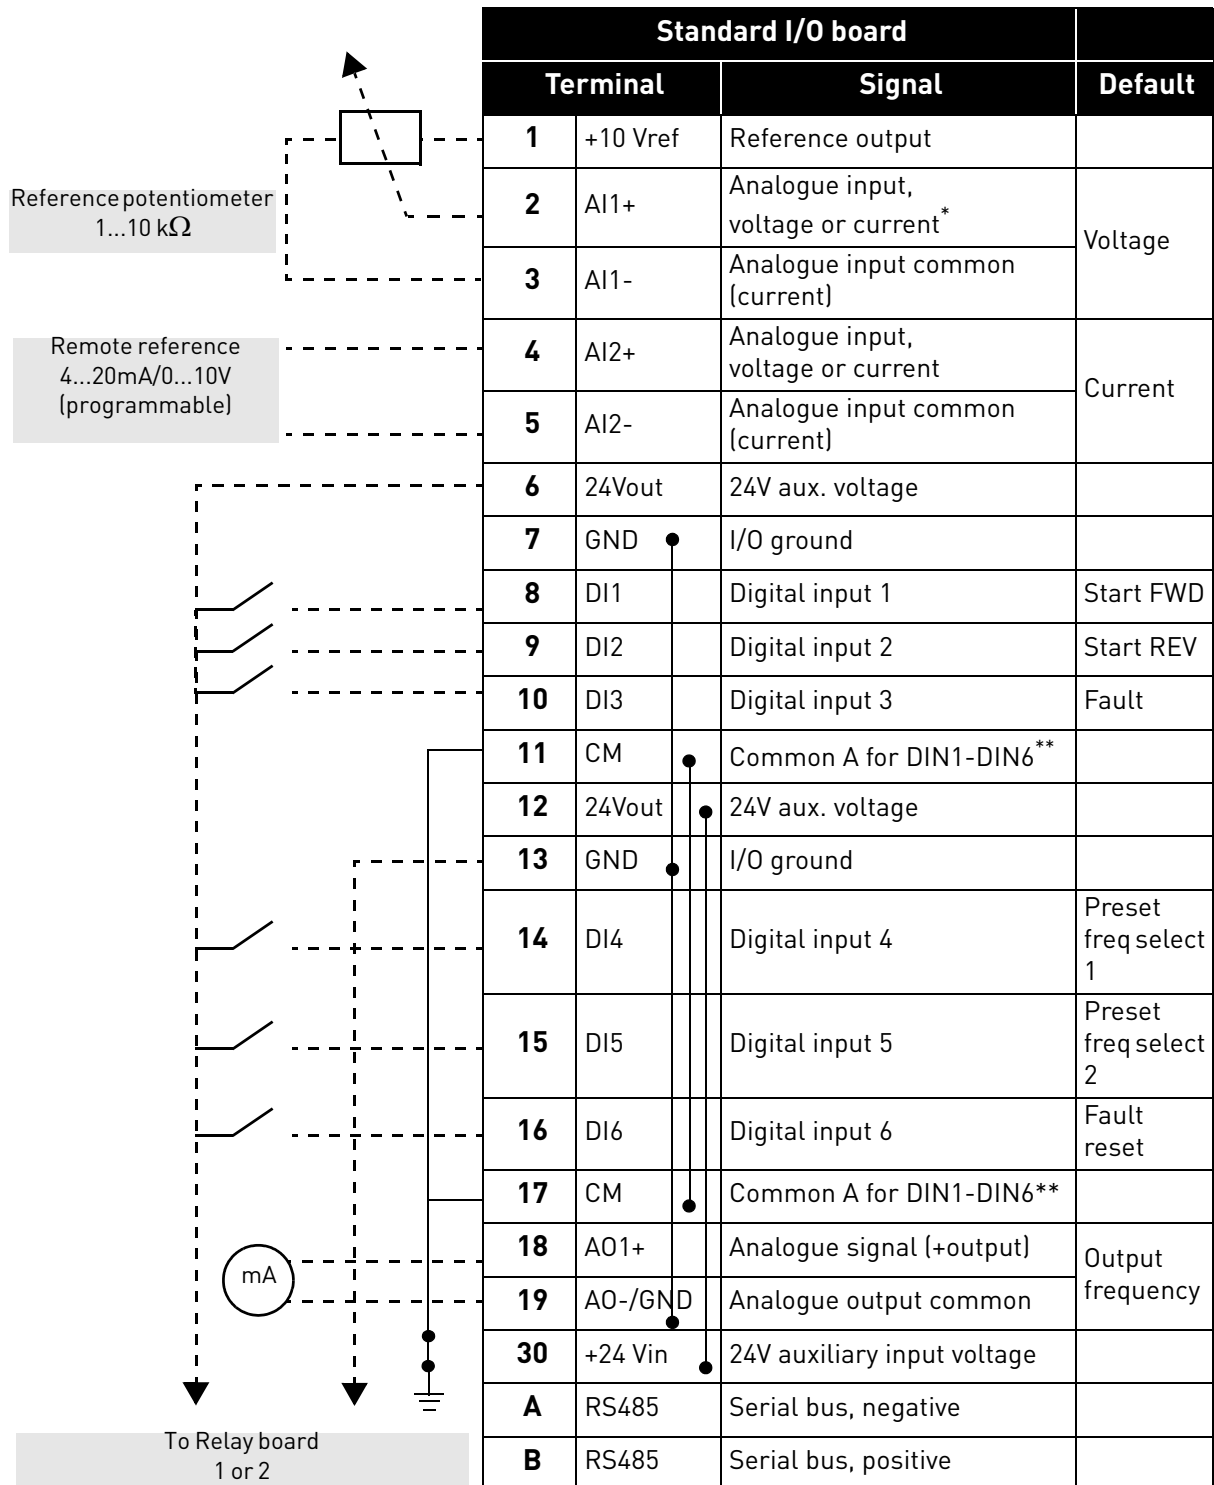 Standard I/O board
Terminal Signal Default
1 +10 Vref Reference output
Reference potentiometer
1...10 kΩ
2 AI1+ Analogue input,
voltage or current*
Voltage
3 AI1- Analogue input common
(current)
Remote reference
4...20mA/0...10V
(programmable)
4 AI2+ Analogue input,
voltage or current
Current
5 AI2- Analogue input common
(current)
6 24Vout 24V aux. voltage
7 GND I/O ground
8 DI1 Digital input 1 Start FWD
9 DI2 Digital input 2 Start REV
10 DI3 Digital input 3 Fault
11 CM Common A for DIN1-DIN6**
12 24Vout 24V aux. voltage
13 GND I/O ground
14 DI4 Digital input 4 Preset
freq select
1
15 DI5 Digital input 5 Preset
freq select
2
16 DI6 Digital input 6 Fault
reset
17 CM Common A for DIN1-DIN6**
mA
18 AO1+ Analogue signal (+output)
Output
frequency
19 AO-/GND Analogue output common
30 +24 Vin 24V auxiliary input voltage
A RS485 Serial bus, negative
To Relay board
1 or 2
B RS485 Serial bus, positive